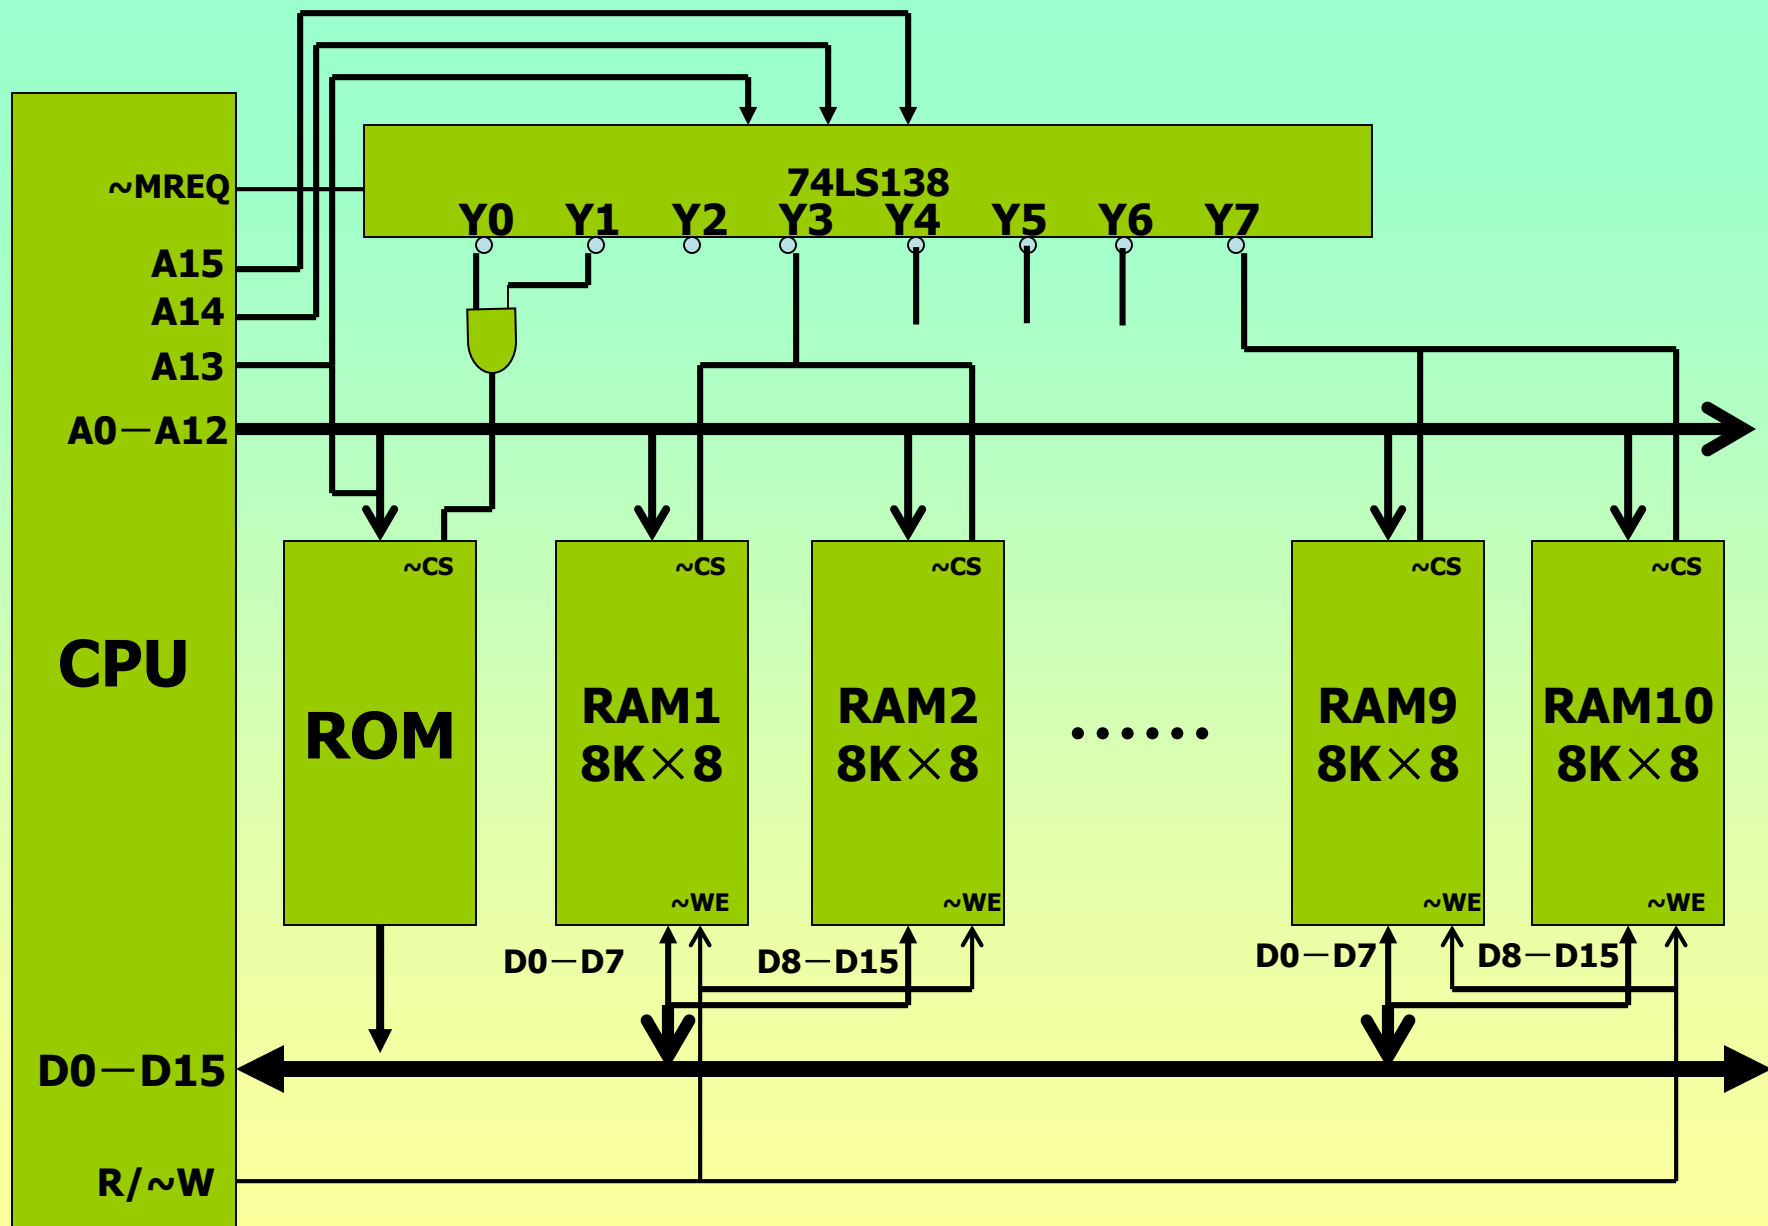 74LS138
Y0 Y1 Y2 Y3 Y4 Y5 Y6 Y7
~MREQ
A15
A14
A13
A0—A12
CPU
D0—D15
R/~W
~CS
ROM
~CS
RAM1
8K×8
~WE
~CS
RAM2
8K×8
~WE
......
~CS
RAM9
8K×8
~WE
~CS
RAM10
8K×8
~WE
D0—D7
D8—D15
D0—D7
D8—D15